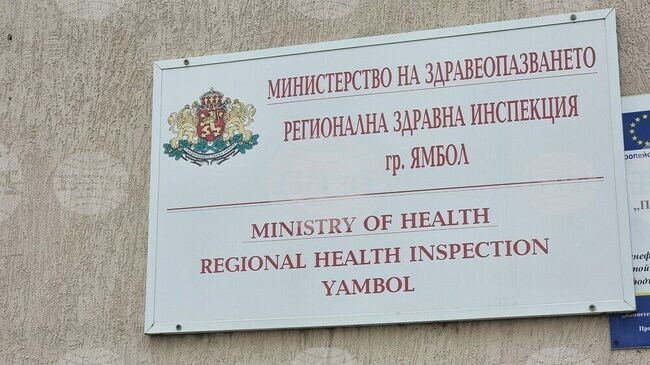 МИНИСТЕРСТВО НА ЗДРАВЕОПАЗВАНЕТО
РЕГИОНАЛНА ЗДРАВНА ИНСПЕКЦИЯ
гр. ЯМБОЛ
MINISTRY OF HEALTH
REGIONAL HEALTH INSPECTION
YAMBOL